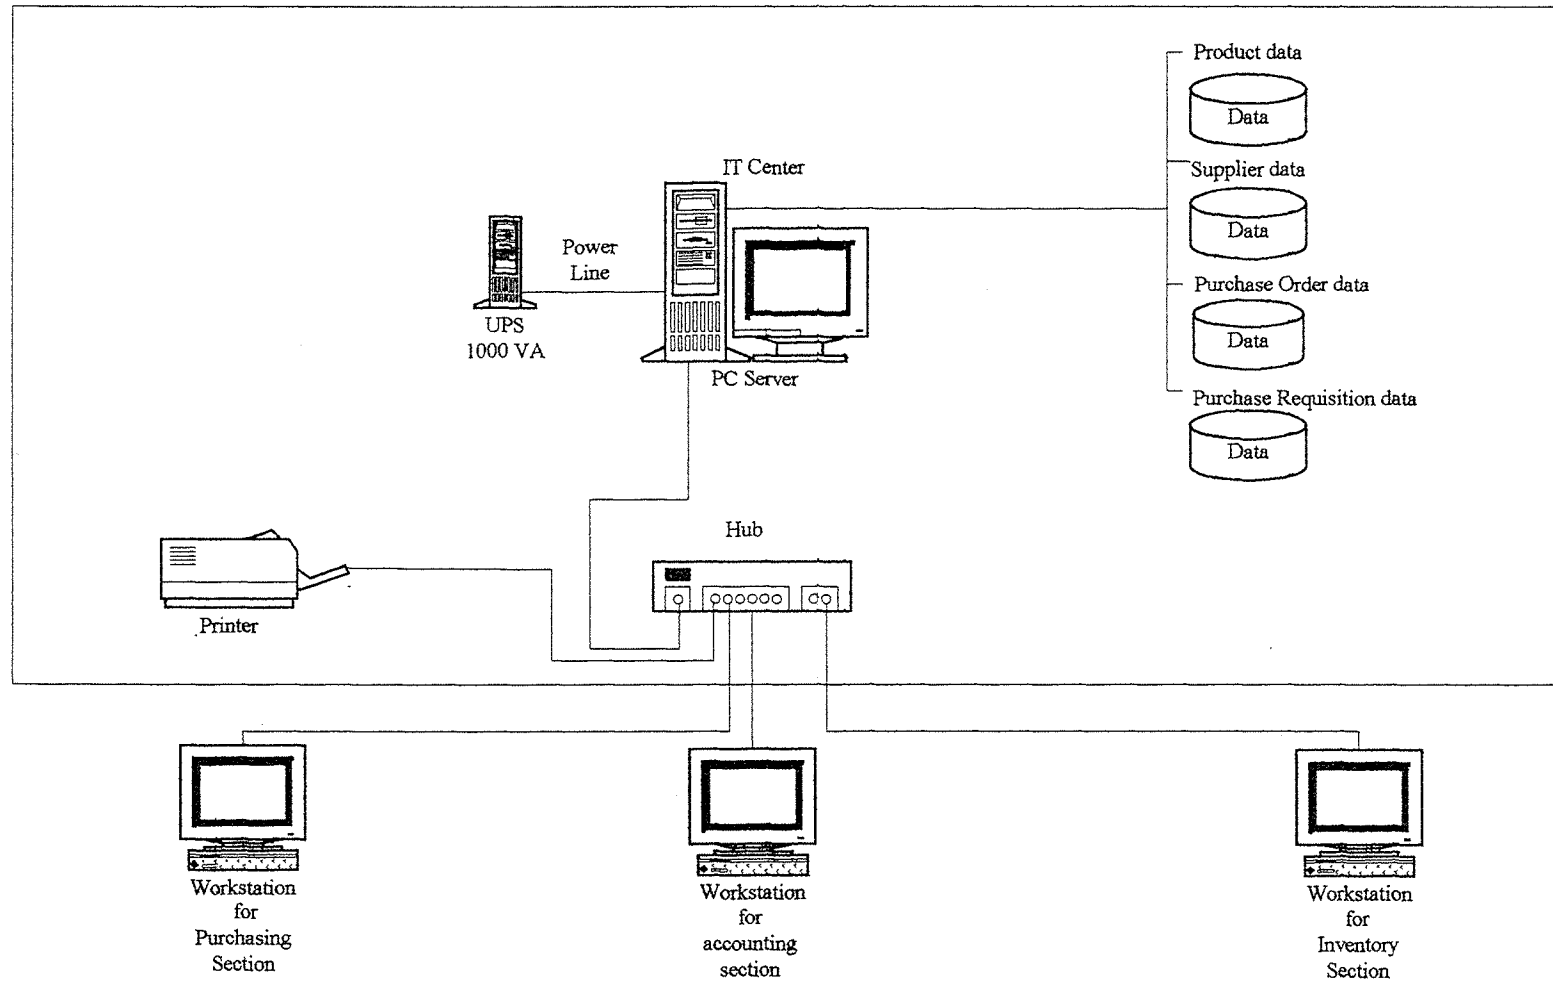 Product data
Data
IT Center
Supplier data
Data
Power
Line
Purchase Order data
UPS
1000 VA
Data
PC Server
Purchase Requisition data
Data
Hub
Printer
Workstation
for
Purchasing
Section
Workstation
for
accounting
section
Workstation
for
Inventory
Section